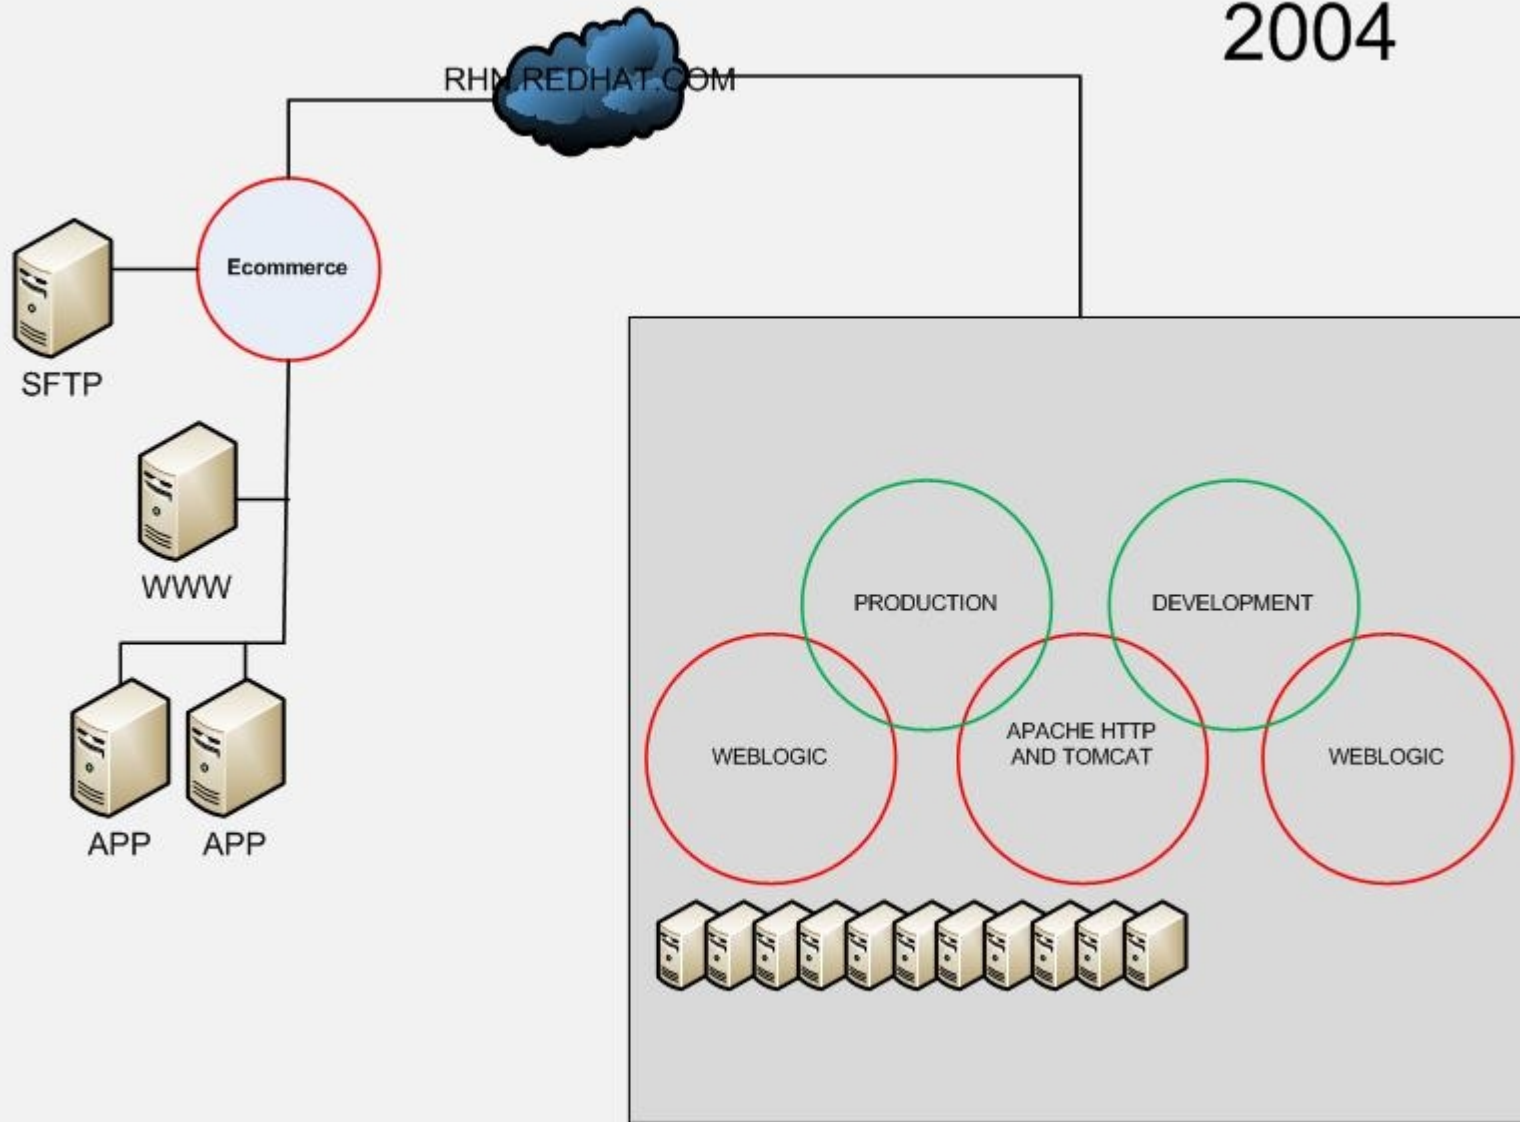 2004
RHN.REDHAT.COM
Ecommerce
SFTP
WWW
APP APP
PRODUCTION DEVELOPMENT
WEBLOGIC
APACHE HTTP
AND TOMCAT
WEBLOGIC